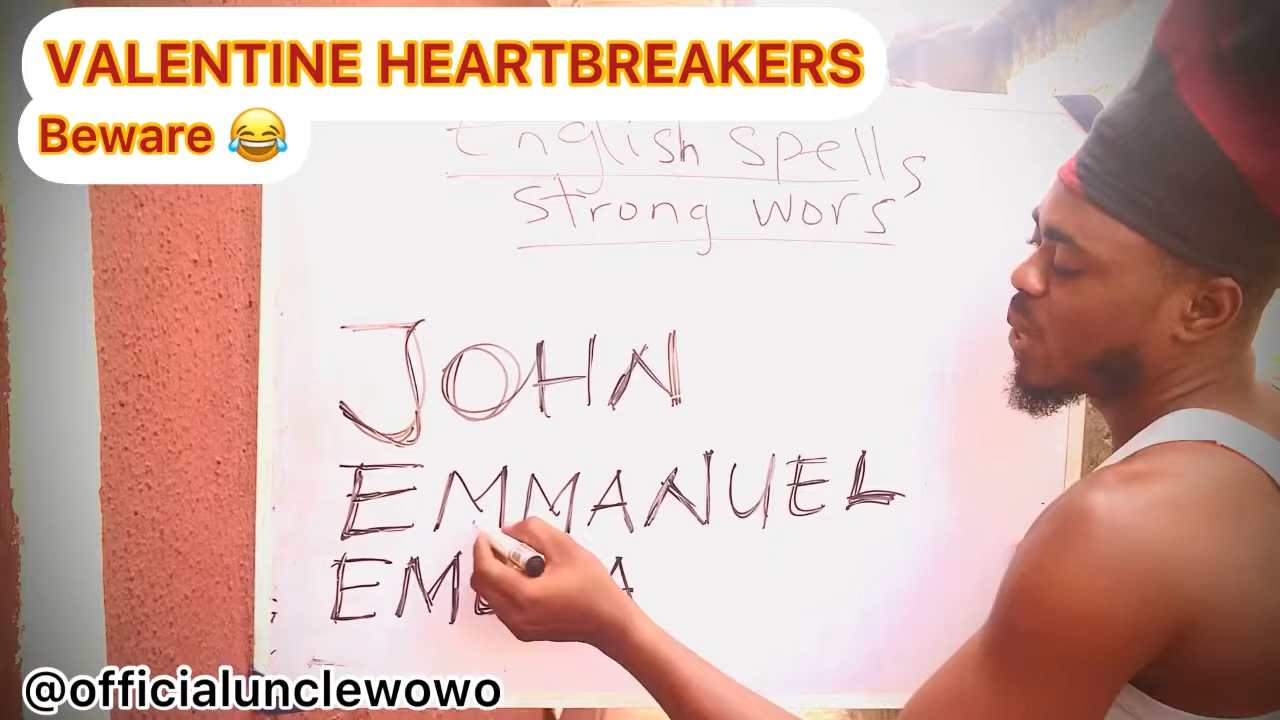 VALENTINE HEARTBREAKERS
Beware 😂
English spells
strong wors
JOHN
EMMANUEL
@officialunclewowo